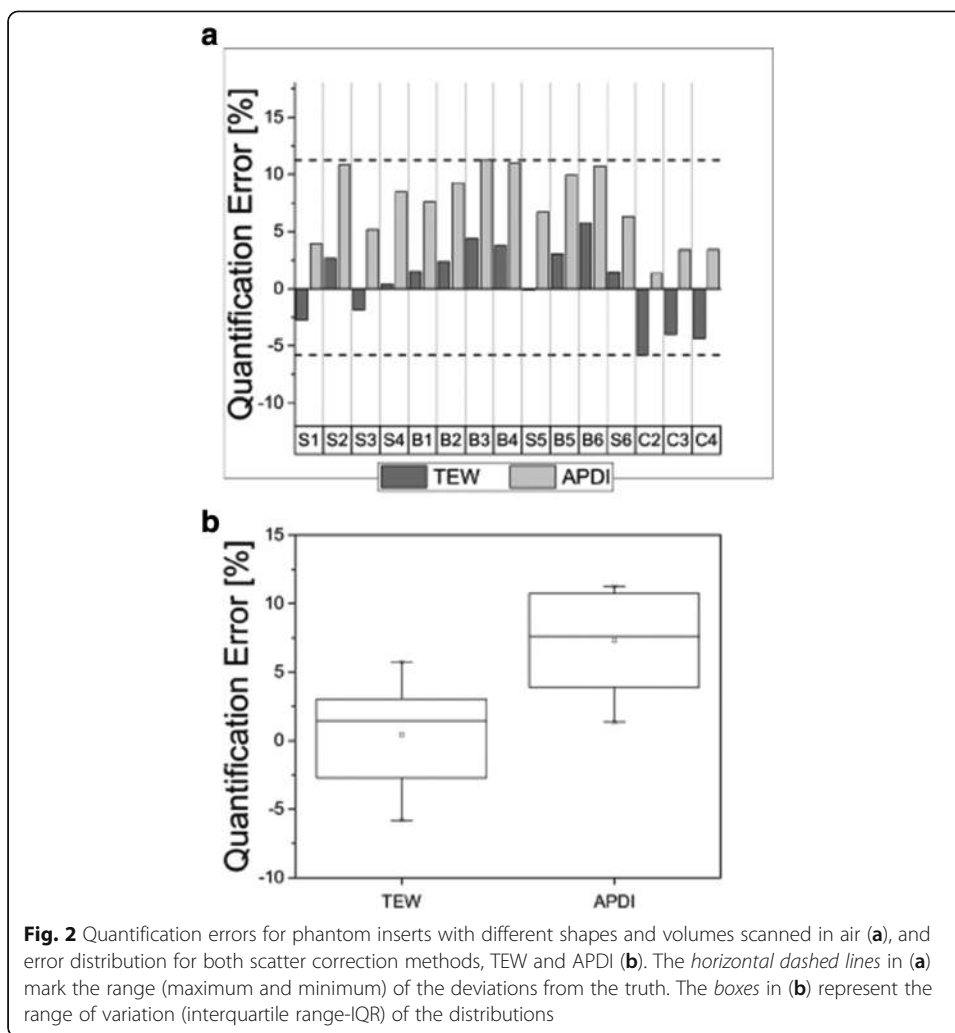 a
Quantification Error [%]
15
10
5
0
-5
-10
S1 S2 S3 S4 B1 B2 B3 B4 S5 B5 B6 S6 C2 C3 C4
TEW APDI
b
Quantification Error [%]
15
10
5
0
-5
-10
TEW APDI
Fig. 2 Quantification errors for phantom inserts with different shapes and volumes scanned in air (a), and
error distribution for both scatter correction methods, TEW and APDI (b). The horizontal dashed lines in (a)
mark the range (maximum and minimum) of the deviations from the truth. The boxes in (b) represent the
range of variation (interquartile range-IQR) of the distributions